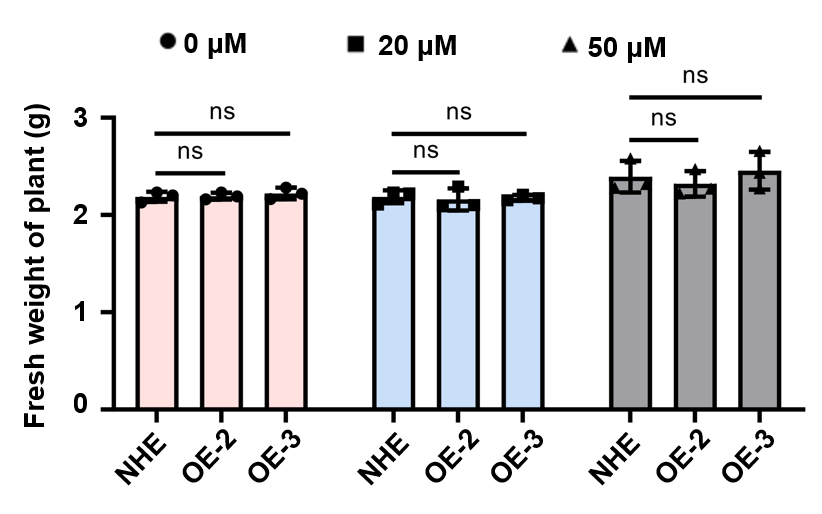 0 µM 20 µM 50 µM
ns
ns ns
ns
ns ns
Fresh weight of plant (g)
3
2
1
0
NHE OE-2 OE-3 NHE OE-2 OE-3 NHE OE-2 OE-3